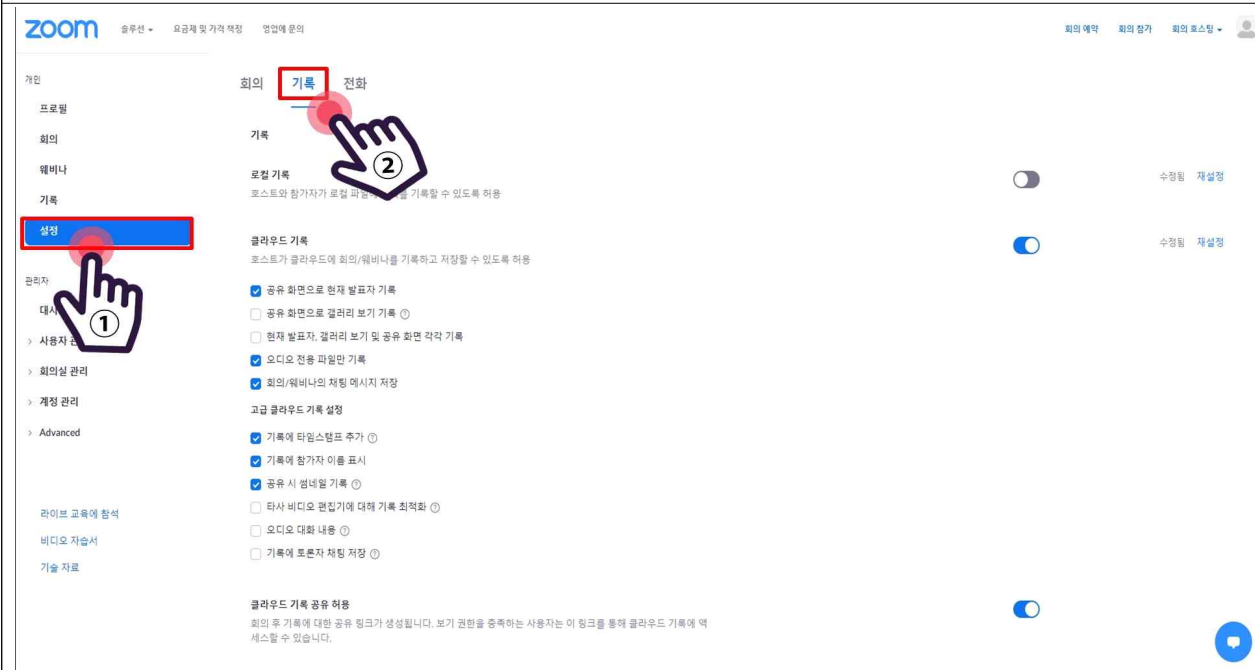 zoom 솔루션 요금제 및 가격 책정 영업에 문의 회의 예약 회의 참가 회의 호스팅
개인
프로필
회의
웨비나
기록
설정
관리자
사용자
회의실 관리
계정 관리
Advanced
라이브 교육에 참석
비디오 자습서
기술 자료
①
회의 기록 전화
②
기록
로컬 기록
호스트와 참가자가 로컬 기록할 수 있도록 허용
수정됨 재설정
클라우드 기록
호스트가 클라우드에 회의/웨비나를 기록하고 저장할 수 있도록 허용
수정됨 재설정
공유 화면으로 현재 발표자 기록
공유 화면으로 갤러리 보기 기록
현재 발표자, 갤러리 보기 및 공유 화면 각각 기록
오디오 전용 파일만 기록
회의/웨비나의 채팅 메시지 저장
고급 클라우드 기록 설정
기록에 타임스탬프 추가
기록에 참가자 이름 표시
공유 시 썸네일 기록
타사 비디오 편집기에 대해 기록 최적화
오디오 대화 내용
기록에 토론자 채팅 저장
클라우드 기록 공유 허용
회의 후 기록에 대한 공유 링크가 생성됩니다. 보기 권한을 충족하는 사용자는 이 링크를 통해 클라우드 기록에 액
세스할 수 있습니다.